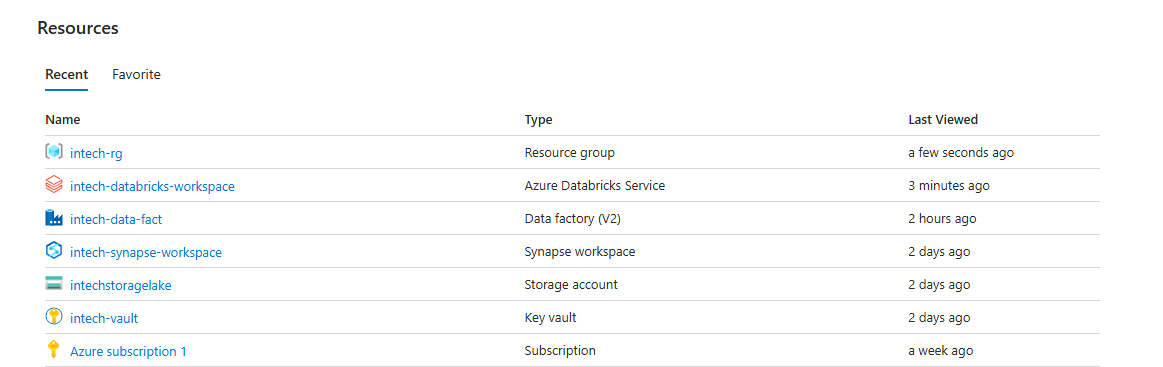 Resources
Recent Favorite
Name Type Last Viewed
intech-rg Resource group a few seconds ago
intech-databricks-workspace Azure Databricks Service 3 minutes ago
intech-data-fact Data factory (V2) 2 hours ago
intech-synapse-workspace Synapse workspace 2 days ago
intechstoragelake Storage account 2 days ago
intech-vault Key vault 2 days ago
Azure subscription 1 Subscription a week ago